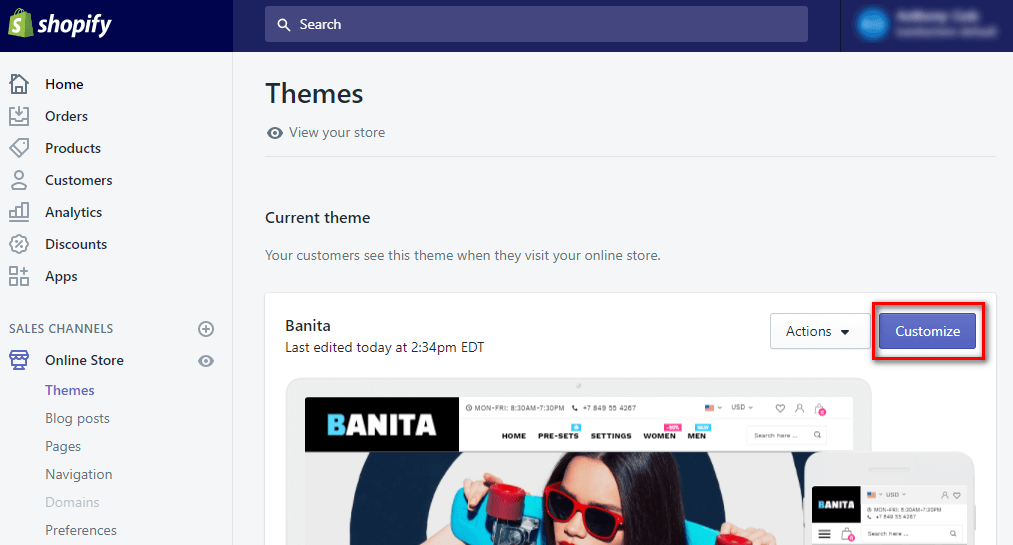 shopify
Search
Home
Orders
Products
Customers
Analytics
Discounts
Apps
SALES CHANNELS
Online Store
Themes
Blog posts
Pages
Navigation
Domains
Preferences
Themes
View your store
Current theme
Your customers see this theme when they visit your online store.
Banita
Last edited today at 2:34pm EDT
Actions
Customize
BANITA
MON-FRI: 8:30AM-7:30PM +7 849 55 4267 USD 0
HOME PRE-SETS SETTINGS WOMEN -50% MEN NEW
Search here ...
BANITA
USD
MON-FRI: 8:30AM-7:30PM
+7 849 55 4267
0
Search here ...